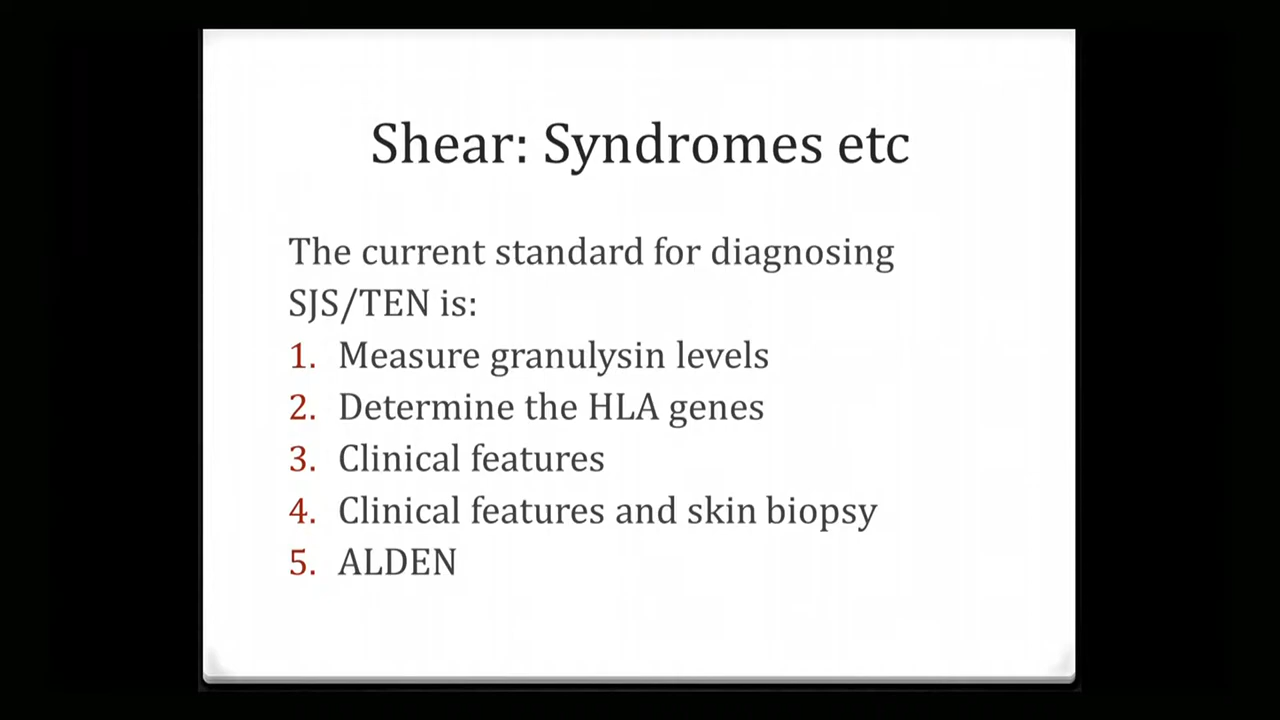 Shear: Syndromes etc
The current standard for diagnosing
SJS/TEN is:
1. Measure granulysin levels
2. Determine the HLA genes
3. Clinical features
4. Clinical features and skin biopsy
5. ALDEN